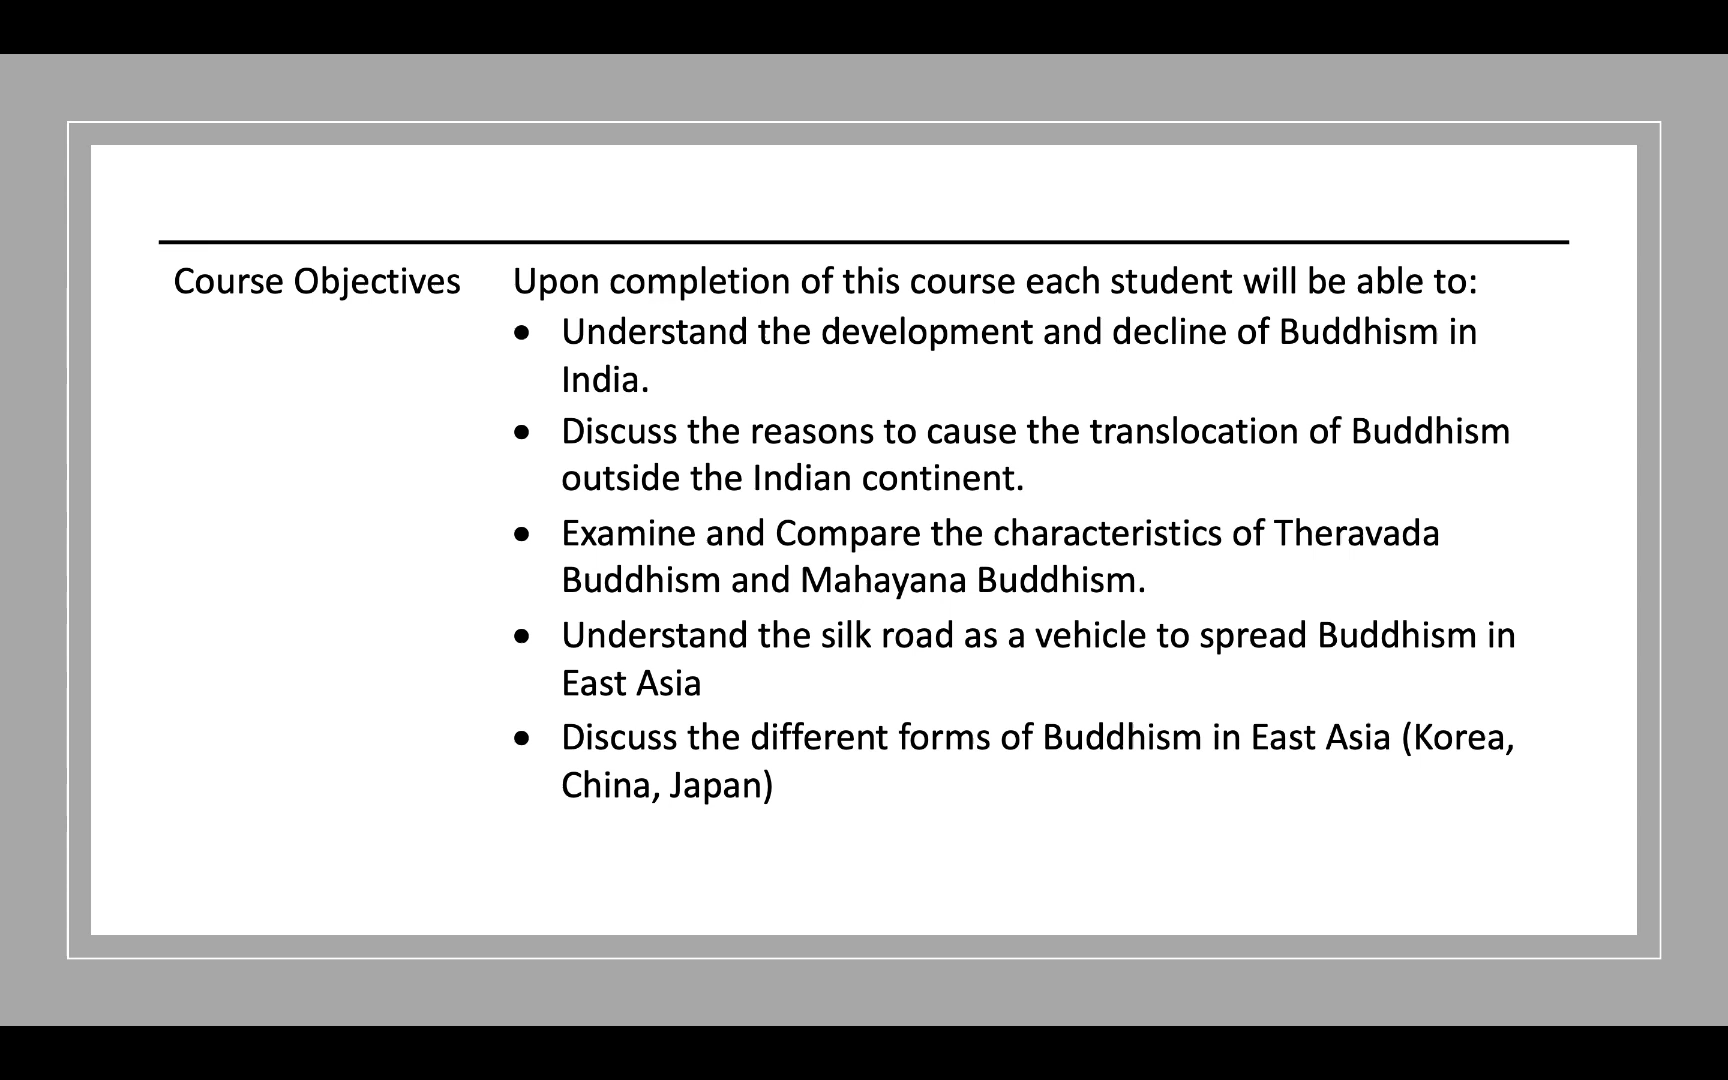 Course Objectives
Upon completion of this course each student will be able to:
• Understand the development and decline of Buddhism in
India.
• Discuss the reasons to cause the translocation of Buddhism
outside the Indian continent.
• Examine and Compare the characteristics of Theravada
Buddhism and Mahayana Buddhism.
• Understand the silk road as a vehicle to spread Buddhism in
East Asia
• Discuss the different forms of Buddhism in East Asia (Korea,
China, Japan)